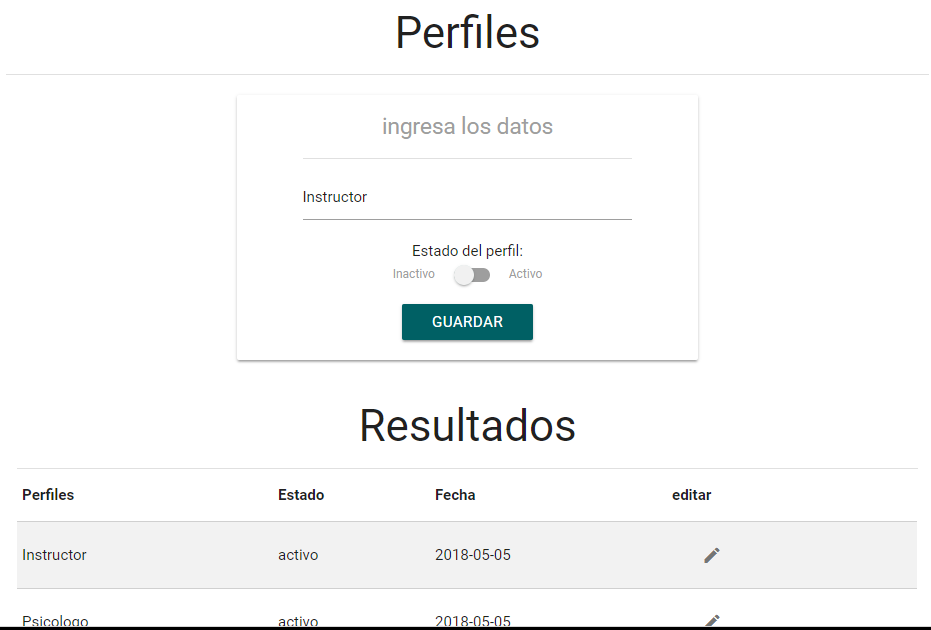 Perfiles
ingresa los datos
Instructor
Estado del perfil:
Inactivo Activo
GUARDAR
Resultados
Perfiles Estado Fecha editar
Instructor activo 2018-05-05
Psicologo activo 2018-05-05